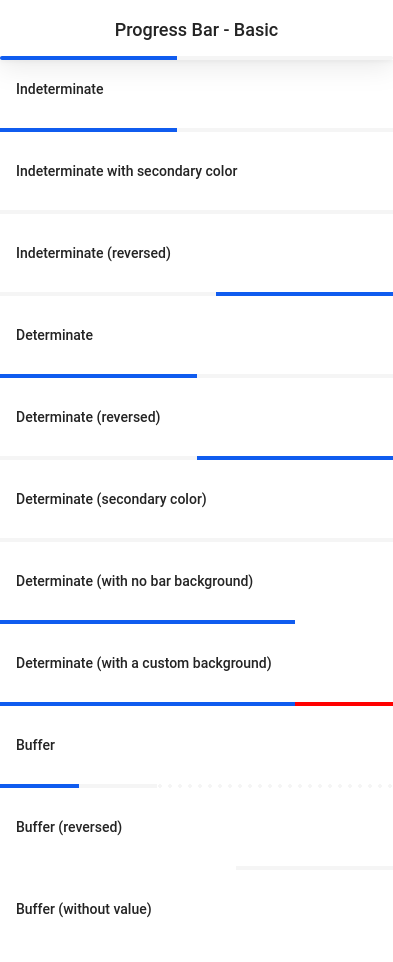 Progress Bar - Basic
Indeterminate
Indeterminate with secondary color
Indeterminate (reversed)
Determinate
Determinate (reversed)
Determinate (secondary color)
Determinate (with no bar background)
Determinate (with a custom background)
Buffer
Buffer (reversed)
Buffer (without value)